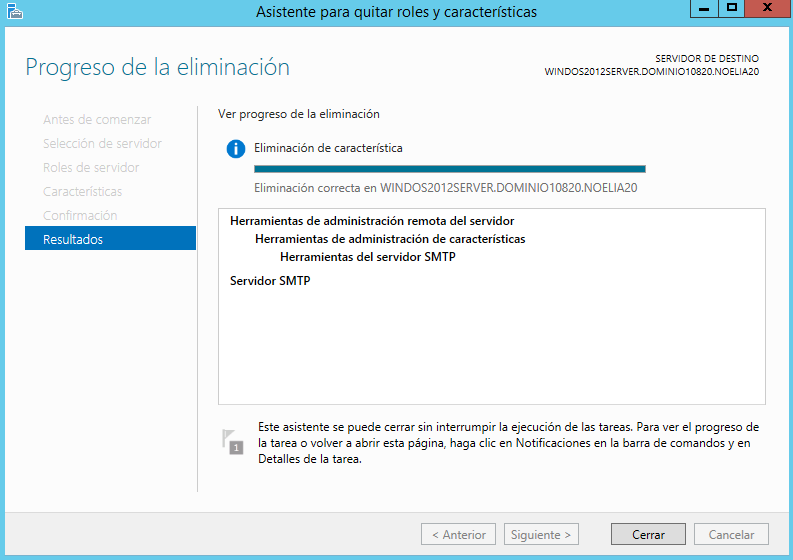 Asistente para quitar roles y características
Progreso de la eliminación
SERVIDOR DE DESTINO
WINDOS2012SERVER.DOMINIO10820.NOELIA20
Antes de comenzar
Selección de servidor
Roles de servidor
Características
Confirmación
Resultados
Ver progreso de la eliminación
Eliminación de característica
Eliminación correcta en WINDOS2012SERVER.DOMINIO10820.NOELIA20
Herramientas de administración remota del servidor
Herramientas de administración de características
Herramientas del servidor SMTP
Servidor SMTP
1
Este asistente se puede cerrar sin interrumpir la ejecución de las tareas. Para ver el progreso de
la tarea o volver a abrir esta página, haga clic en Notificaciones en la barra de comandos y en
Detalles de la tarea.
< Anterior
Siguiente >
Cerrar
Cancelar